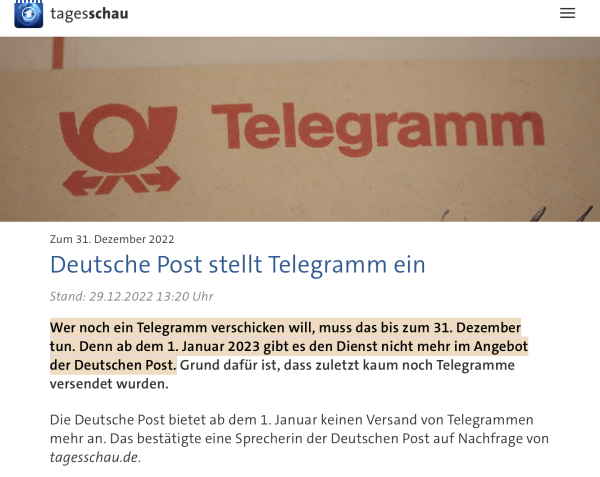 tagesschau
Telegramm
Zum 31. Dezember 2022
Deutsche Post stellt Telegramm ein
Stand: 29.12.2022 13:20 Uhr
Wer noch ein Telegramm verschicken will, muss das bis zum 31. Dezember
tun. Denn ab dem 1. Januar 2023 gibt es den Dienst nicht mehr im Angebot
der Deutschen Post. Grund dafür ist, dass zuletzt kaum noch Telegramme
versendet wurden.
Die Deutsche Post bietet ab dem 1. Januar keinen Versand von Telegrammen
mehr an. Das bestätigte eine Sprecherin der Deutschen Post auf Nachfrage von
tagesschau.de.